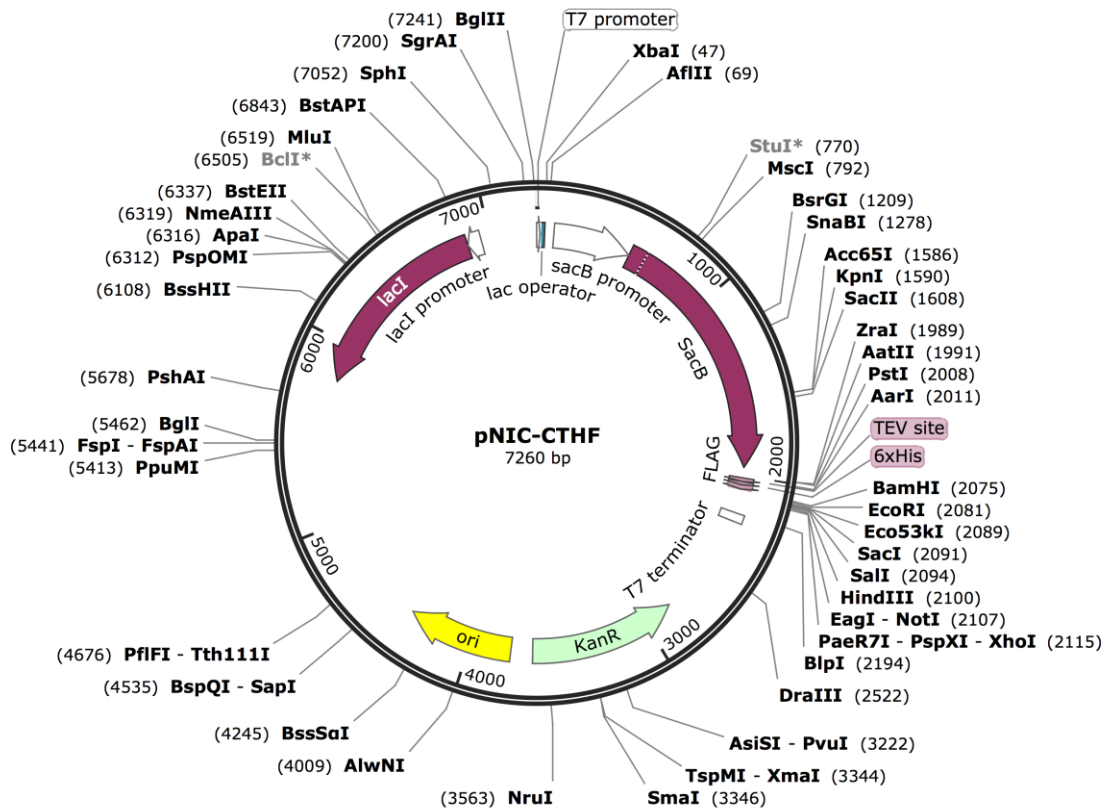 (7241) BglII
(7200) SgrAI
(7052) SphI
(6843) BstAPI
(6519) MluI
(6505) BclI*
(6337) BstEII
(6319) NmeAIII
(6316) ApaI
(6312) PspOMI
(6108) BssHII
(5678) PshAI
(5462) BglI
(5441) FspI - FspAI
(5413) PpuMI
(4676) PflFI - Tth111I
(4535) BspQI - SapI
(4245) BssSαI
(4009) AlwNI
(3563) NruI
T7 promoter
XbaI (47)
AflII (69)
StuI* (770)
MscI (792)
BsrGI (1209)
SnaBI (1278)
Acc65I (1586)
KpnI (1590)
SacII (1608)
ZraI (1989)
AatII (1991)
PstI (2008)
AarI (2011)
TEV site
6xHis
BamHI (2075)
EcoRI (2081)
Eco53kI (2089)
SacI (2091)
SalI (2094)
HindIII (2100)
EagI - NotI (2107)
PaeR7I - PspXI - XhoI (2115)
BlpI (2194)
DraIII (2522)
AsiSI - PvuI (3222)
TspMI - XmaI (3344)
SmaI (3346)
1000
2000
3000
4000
5000
6000
7000
lacI
lacI promoter
lac operator
sacB promoter
SacB
FLAG
T7 terminator
KanR
ori
pNIC-CTHF
7260 bp